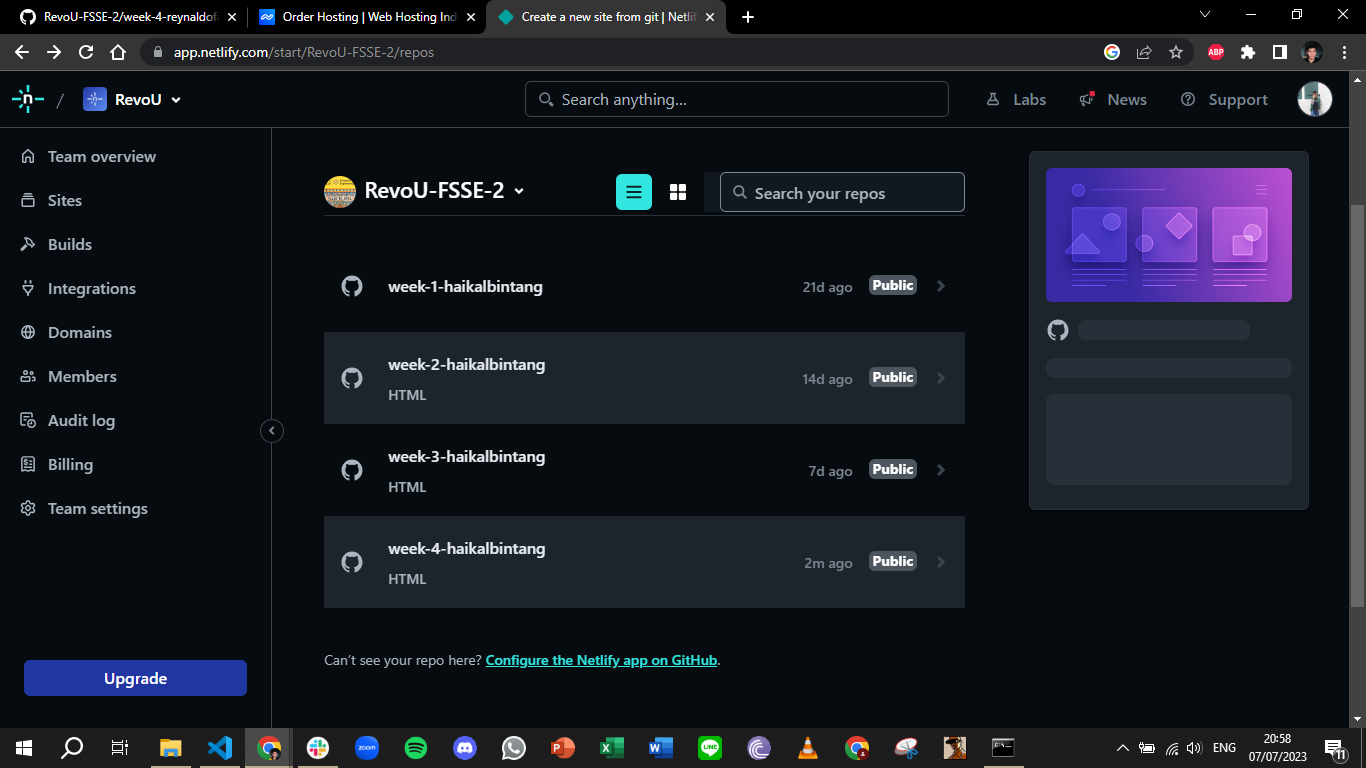 RevoU-FSSE-2/week-4-reynaldof
Order Hosting | Web Hosting Ind
Create a new site from git | Netlif
app.netlify.com/start/RevoU-FSSE-2/repos
ABP
n / RevoU
Search anything...
Labs
News
Support
Team overview
Sites
Builds
Integrations
Domains
Members
Audit log
Billing
Team settings
Upgrade
RevoU-FSSE-2
Search your repos
week-1-haikalbintang
21d ago Public
week-2-haikalbintang
HTML
14d ago Public
week-3-haikalbintang
HTML
7d ago Public
week-4-haikalbintang
HTML
2m ago Public
Can't see your repo here? Configure the Netlify app on GitHub.
zoom
LINE
ENG
20:58
07/07/2023
11